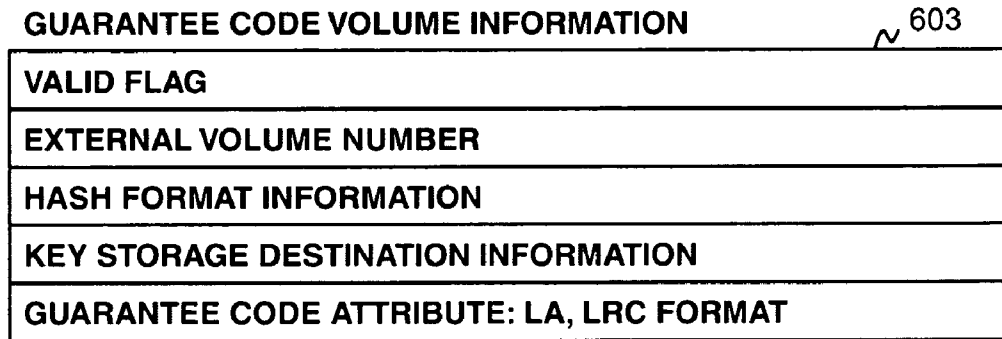 GUARANTEE CODE VOLUME INFORMATION 603
VALID FLAG
EXTERNAL VOLUME NUMBER
HASH FORMAT INFORMATION
KEY STORAGE DESTINATION INFORMATION
GUARANTEE CODE ATTRIBUTE: LA, LRC FORMAT